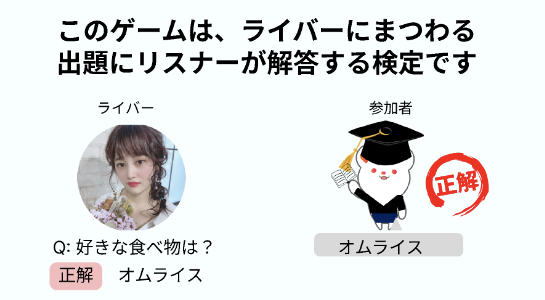 このゲームは、ライバーにまつわる
出題にリスナーが解答する検定です
ライバー
参加者
正解
Q: 好きな食べ物は？
オムライス
正解 オムライス